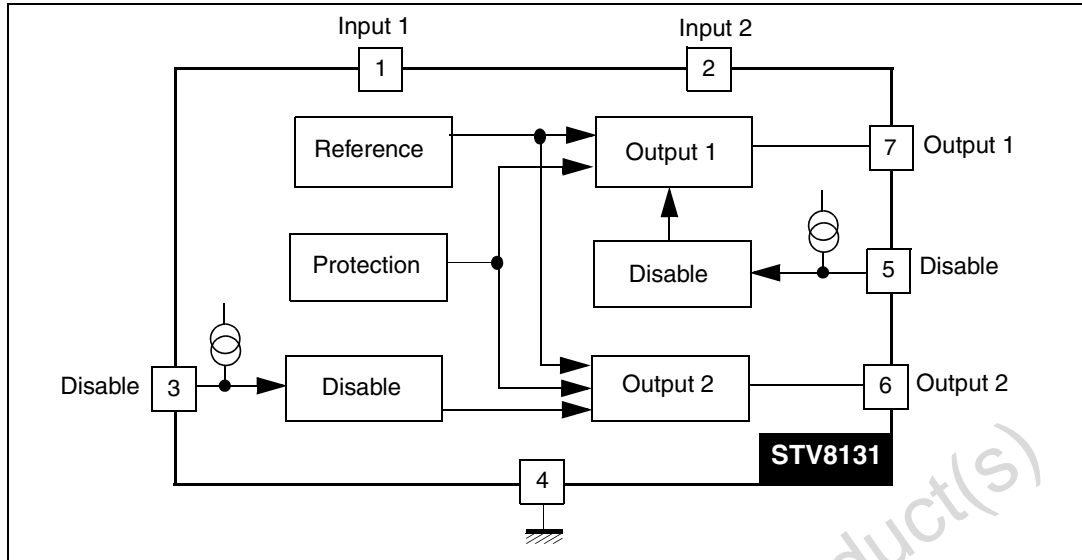 Input 1
Input 2
1
2
Reference
Output 1
7
Output 1
Protection
Disable
5
Disable
Disable
3
Disable
Output 2
6
Output 2
STV8131
4
duct(s)